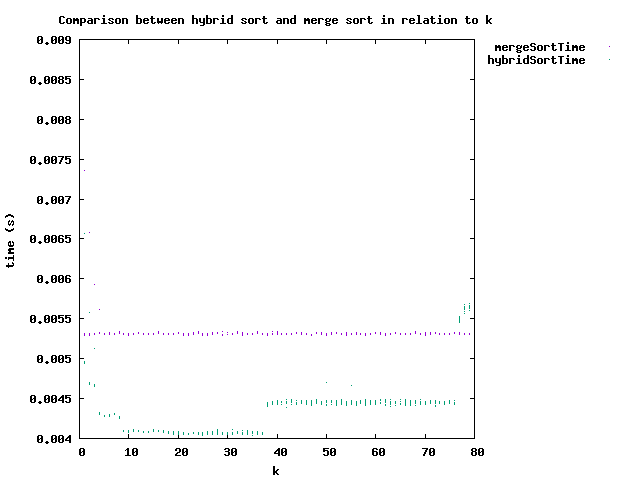 Comparison between hybrid sort and merge sort in relation to k
0.009
mergeSortTime
hybridSortTime
0.0085
0.008
0.0075
0.007
0.0065
time (s)
0.006
0.0055
0.005
0.0045
0.004
0 10 20 30 40 50 60 70 80
k